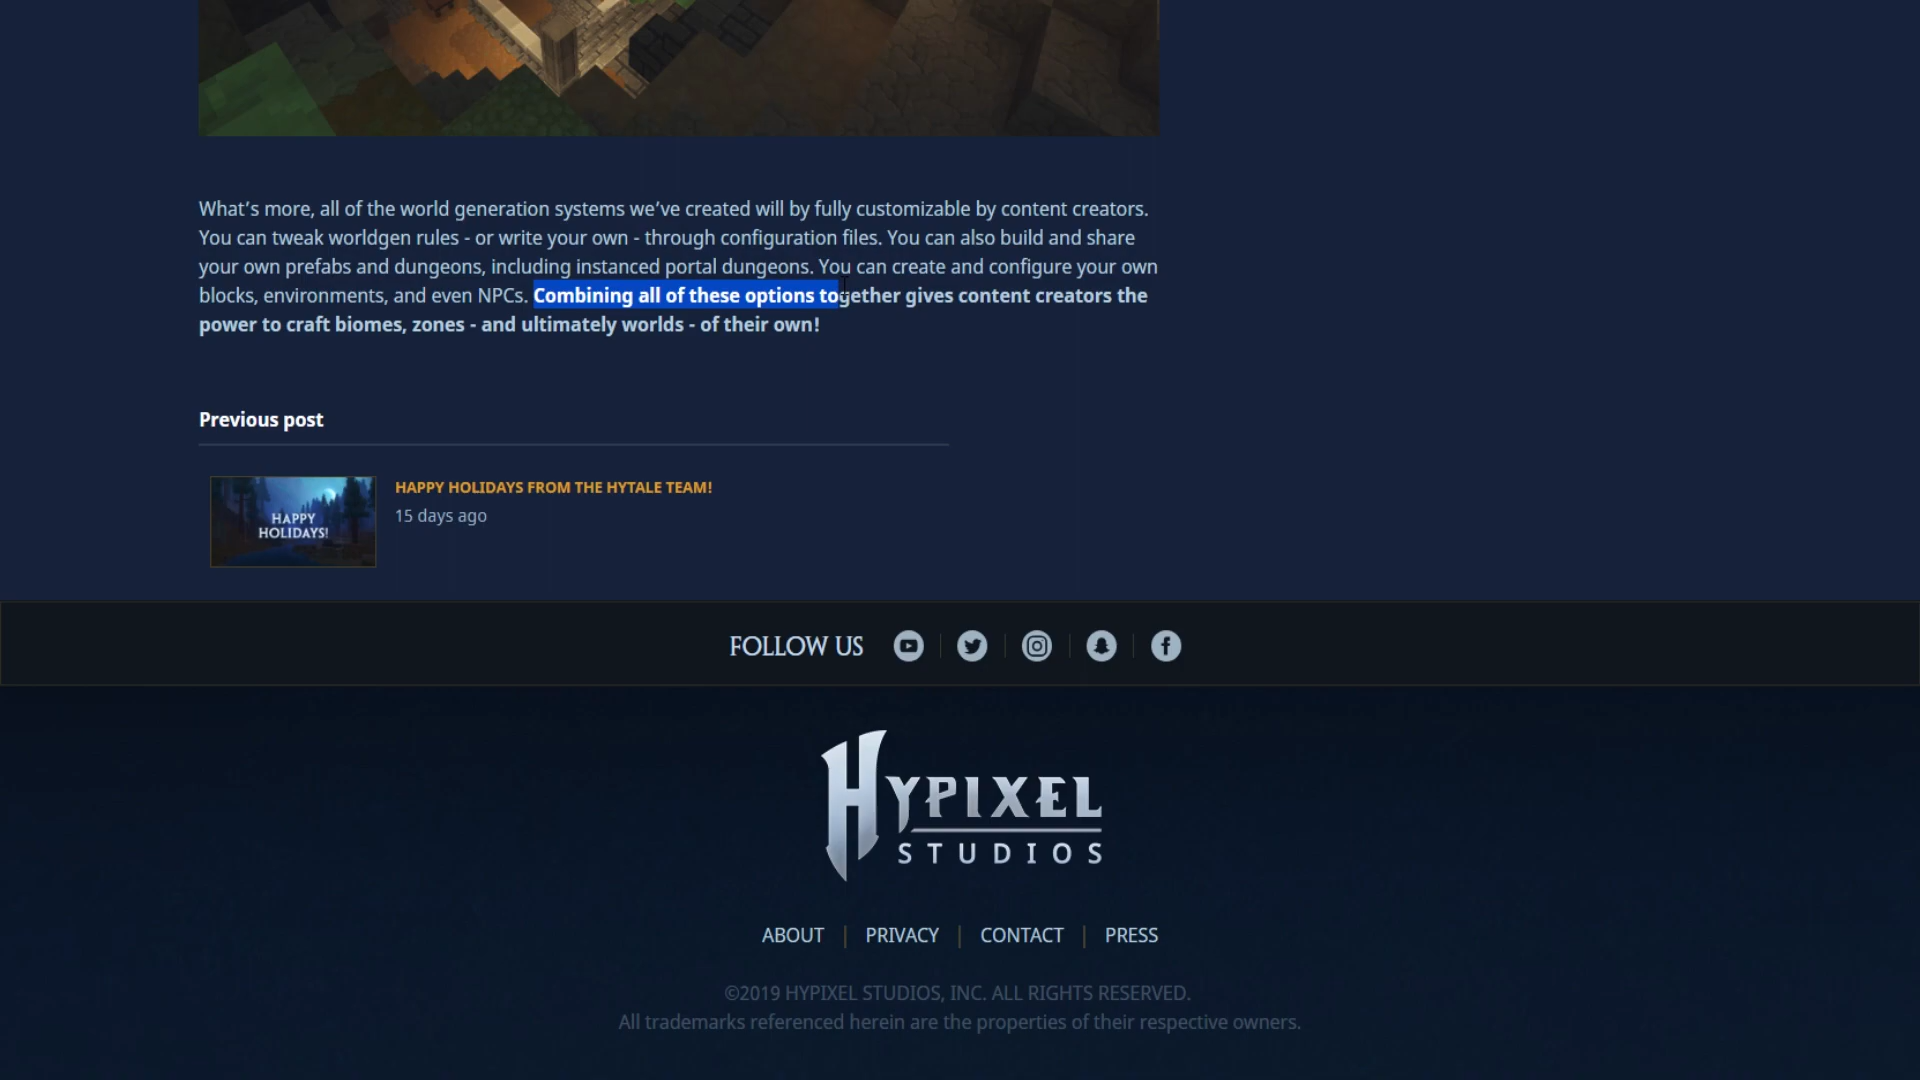 What’s more, all of the world generation systems we’ve created will by fully customizable by content creators.
You can tweak worldgen rules - or write your own - through configuration files. You can also build and share
your own prefabs and dungeons, including instanced portal dungeons. You can create and configure your own
blocks, environments, and even NPCs. Combining all of these options together gives content creators the
power to craft biomes, zones - and ultimately worlds - of their own!
Previous post
HAPPY
HOLIDAYS!
HAPPY HOLIDAYS FROM THE HYTALE TEAM!
15 days ago
FOLLOW US
HYPIXEL
STUDIOS
ABOUT | PRIVACY | CONTACT | PRESS
©2019 HYPIXEL STUDIOS, INC. ALL RIGHTS RESERVED.
All trademarks referenced herein are the properties of their respective owners.